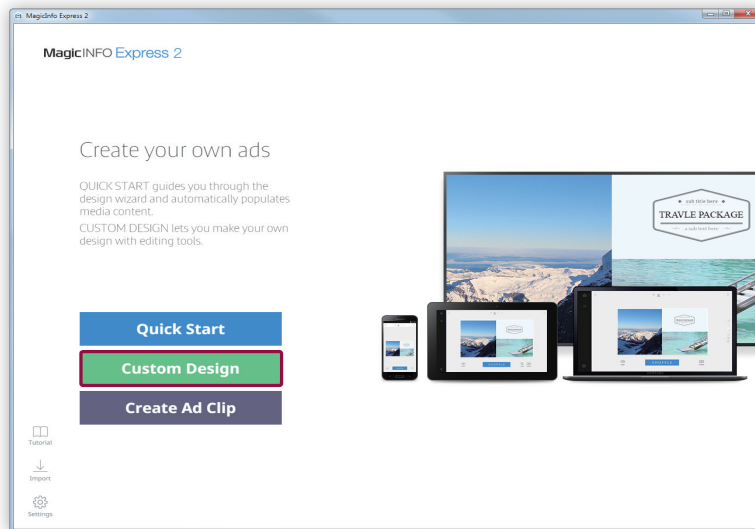 MagicInfo Express 2
MagicINFO Express 2
Create your own ads
QUICK START guides you through the
design wizard and automatically populates
media content.
CUSTOM DESIGN lets you make your own
design with editing tools.
Quick Start
Custom Design
Create Ad Clip
Tutorial
Import
Settings
sub title here
TRAVLE PACKAGE
a sub text here